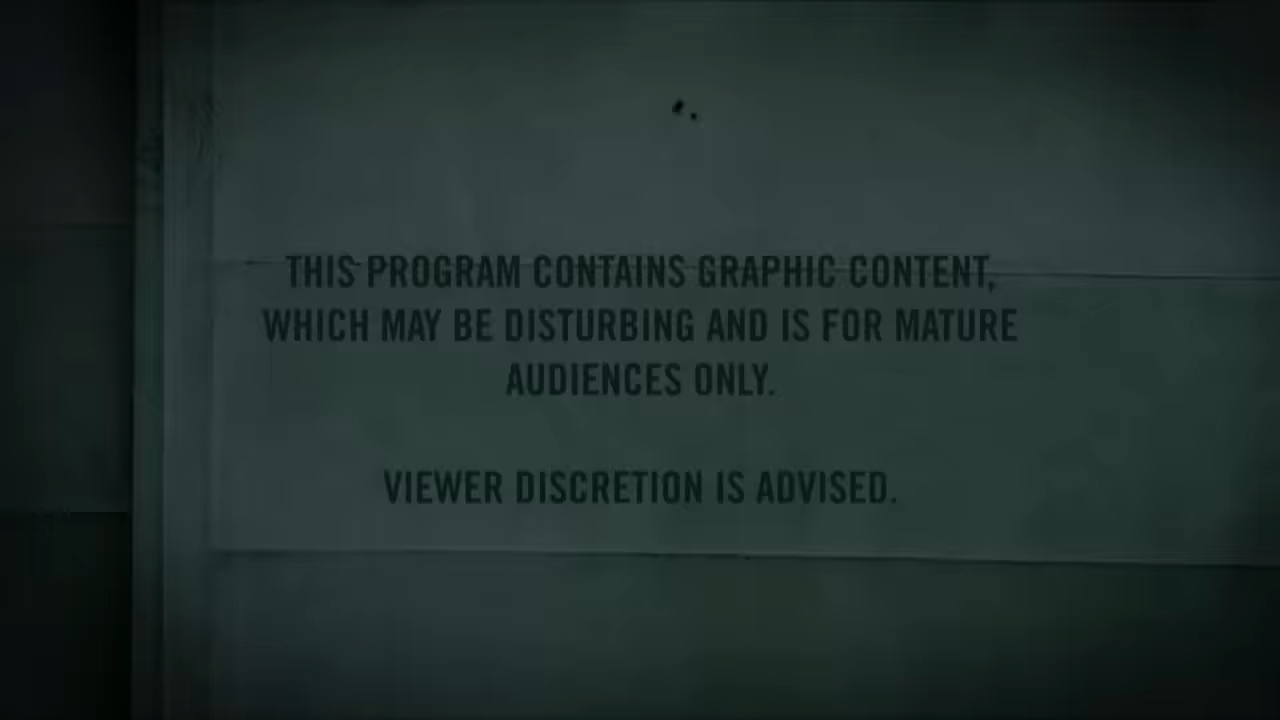 THIS PROGRAM CONTAINS GRAPHIC CONTENT,
WHICH MAY BE DISTURBING AND IS FOR MATURE
AUDIENCES ONLY.
VIEWER DISCRETION IS ADVISED.